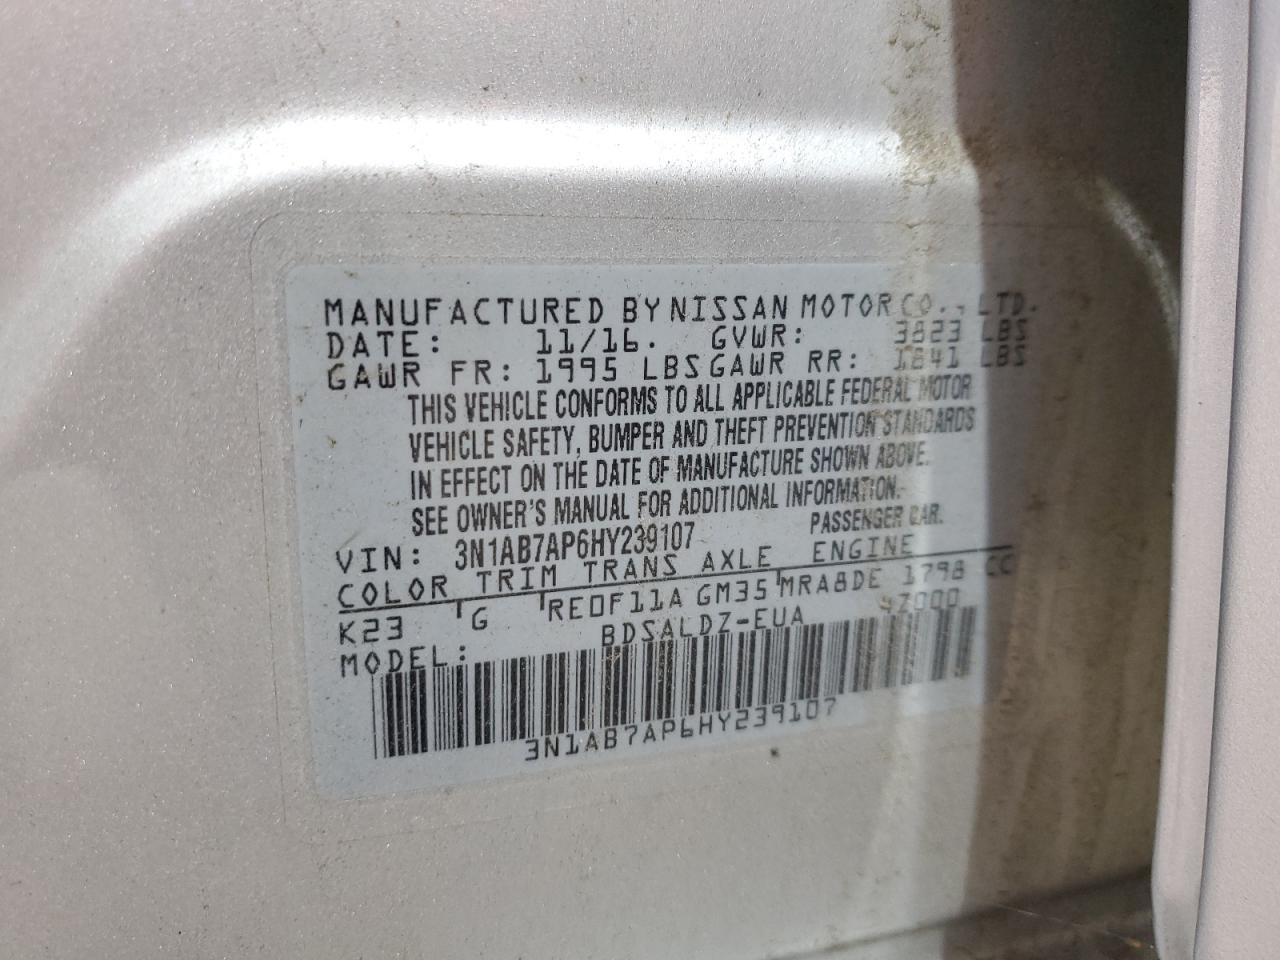 MANUFACTURED BY NISSAN MOTOR CO., LTD.
DATE: 11/16. GVWR: 3823 LBS
GAWR FR: 1995 LBS GAWR RR: 1841 LBS
THIS VEHICLE CONFORMS TO ALL APPLICABLE FEDERAL MOTOR
VEHICLE SAFETY, BUMPER AND THEFT PREVENTION STANDARDS
IN EFFECT ON THE DATE OF MANUFACTURE SHOWN ABOVE.
SEE OWNER'S MANUAL FOR ADDITIONAL INFORMATION.
VIN: 3N1AB7AP6HY239107 PASSENGER CAR.
COLOR TRIM TRANS AXLE ENGINE
K23 G RE0F11A GM35 MRA8DE 1798 CC
MODEL: BDSALDZ-EUA 4Z000
3N1AB7AP6HY239107